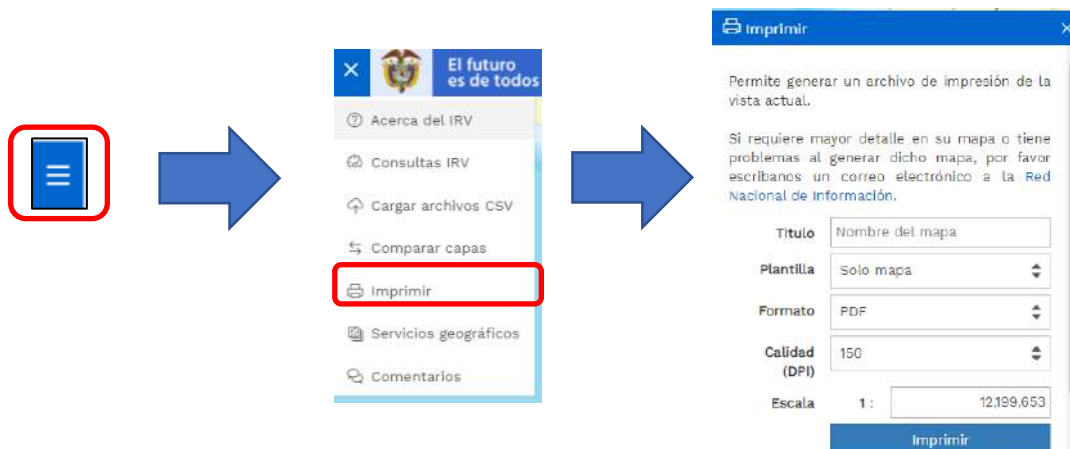 El futuro
es de todos
Acerca del IRV
Consultas IRV
Cargar archivos CSV
Comparar capas
Imprimir
Servicios geográficos
Comentarios
Imprimir
Permite generar un archivo de impresión de la
vista actual.
Si requiere mayor detalle en su mapa o tiene
problemas al generar dicho mapa, por favor
escribanos un correo electrónico a la Red
Nacional de Información.
Titulo Nombre del mapa
Plantilla Solo mapa
Formato PDF
Calidad 150
(DPI)
Escala 1 : 12,199,653
Imprimir